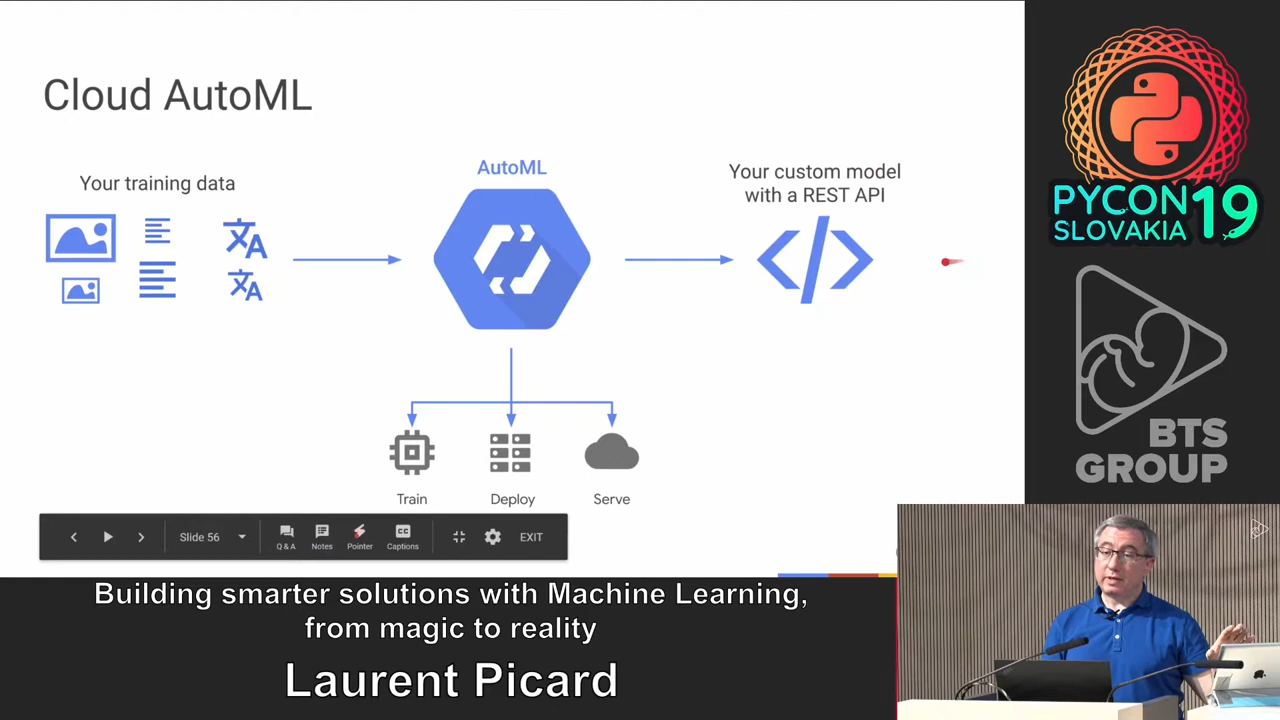 Cloud AutoML
Your training data
AutoML
Your custom model
with a REST API
Train
Deploy
Serve
Slide 56
Q & A
Notes
Pointer
CC
Captions
EXIT
PYCON
SLOVAKIA
19
BTS
GROUP
Building smarter solutions with Machine Learning,
from magic to reality
Laurent Picard